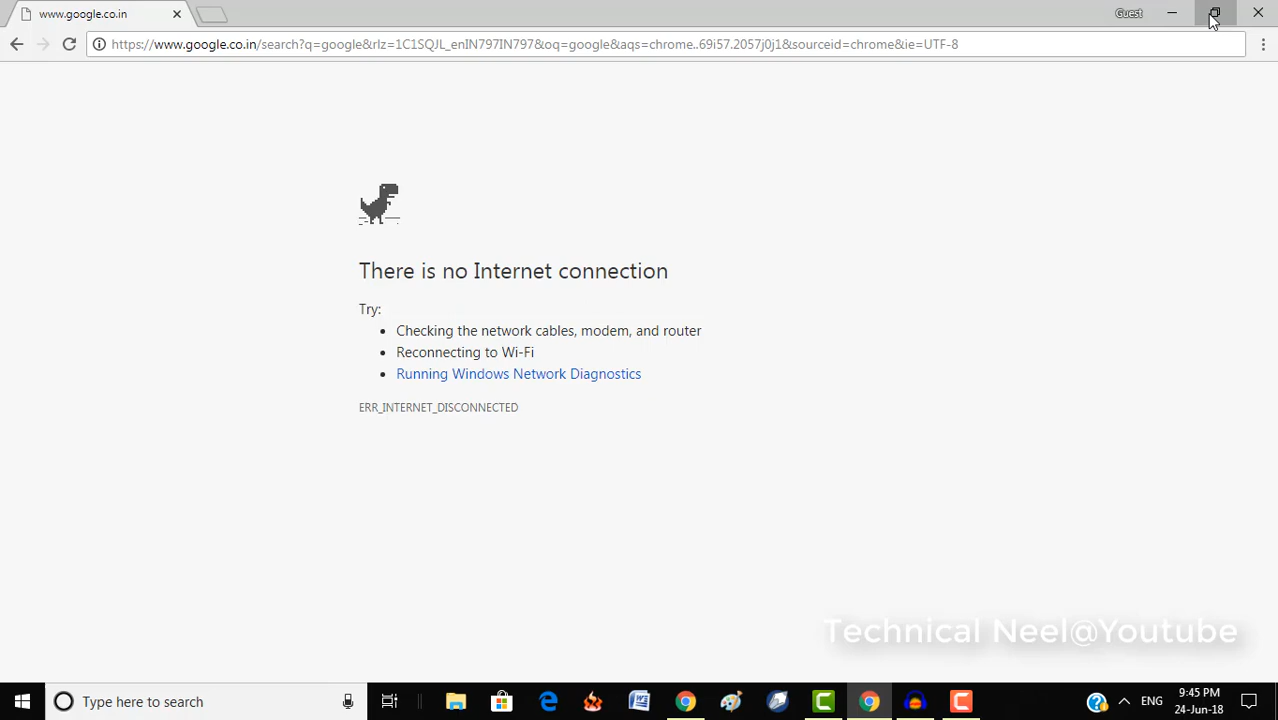 www.google.co.in
Guest
https://www.google.co.in/search?q=google&rlz=1C1SQJL_enIN797IN797&oq=google&aqs=chrome..69i57.2057j0j1&sourceid=chrome&ie=UTF-8
There is no Internet connection
Try:
• Checking the network cables, modem, and router
• Reconnecting to Wi-Fi
• Running Windows Network Diagnostics
ERR_INTERNET_DISCONNECTED
Technical Neel@Youtube
Type here to search
ENG
9:45 PM
24-Jun-18